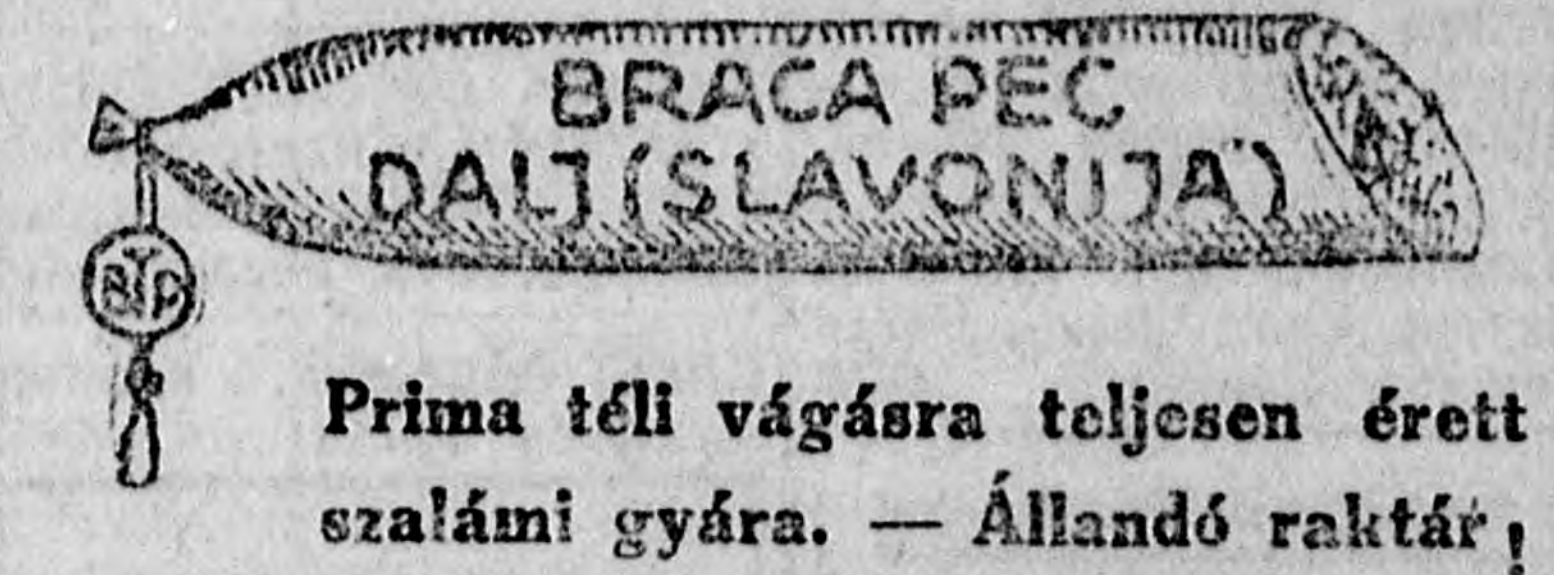 BRACA PEC
DALJ (SLAVONIJA)
B P
Prima téli vágásra teljesen érett
szalámi gyára. — Állandó raktár!